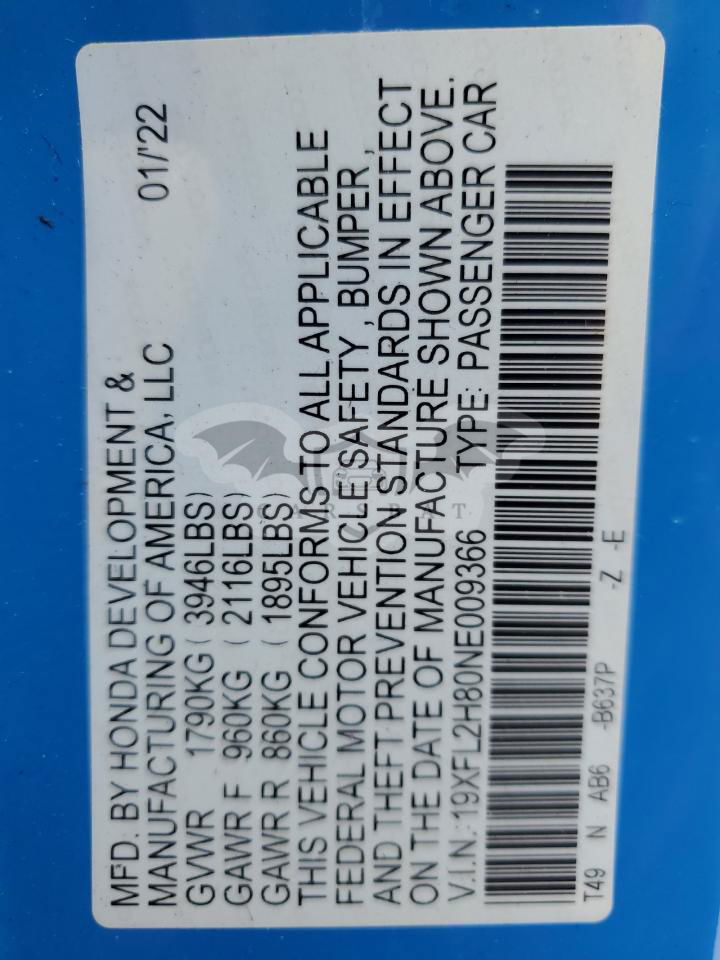 MFD. BY HONDA DEVELOPMENT &
MANUFACTURING OF AMERICA, LLC 01/'22
GVWR 1790KG ( 3946LBS)
GAWR F 960KG ( 2116LBS)
GAWR R 860KG ( 1895LBS)
THIS VEHICLE CONFORMS TO ALL APPLICABLE
FEDERAL MOTOR VEHICLE SAFETY , BUMPER ,
AND THEFT PREVENTION STANDARDS IN EFFECT
ON THE DATE OF MANUFACTURE SHOWN ABOVE.
V.I.N.: 19XFL2H80NE009366 TYPE: PASSENGER CAR
T49 N AB6 -B637P -Z -E
CARSBAT